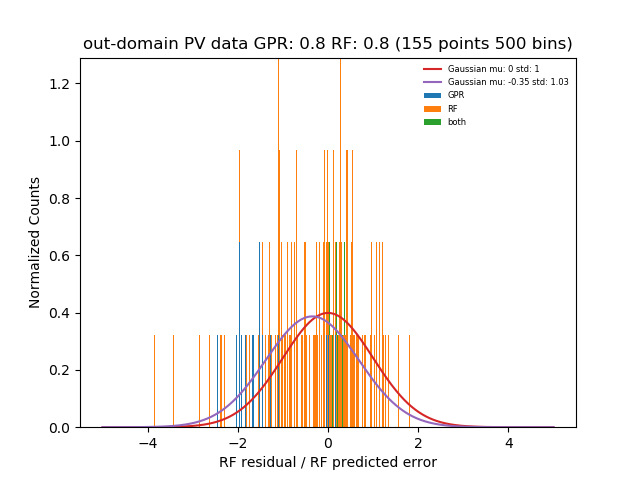 out-domain PV data GPR: 0.8 RF: 0.8 (155 points 500 bins)
Gaussian mu: 0 std: 1
Gaussian mu: -0.35 std: 1.03
GPR
RF
both
Normalized Counts
1.2
1.0
0.8
0.6
0.4
0.2
0.0
−4 −2 0 2 4
RF residual / RF predicted error